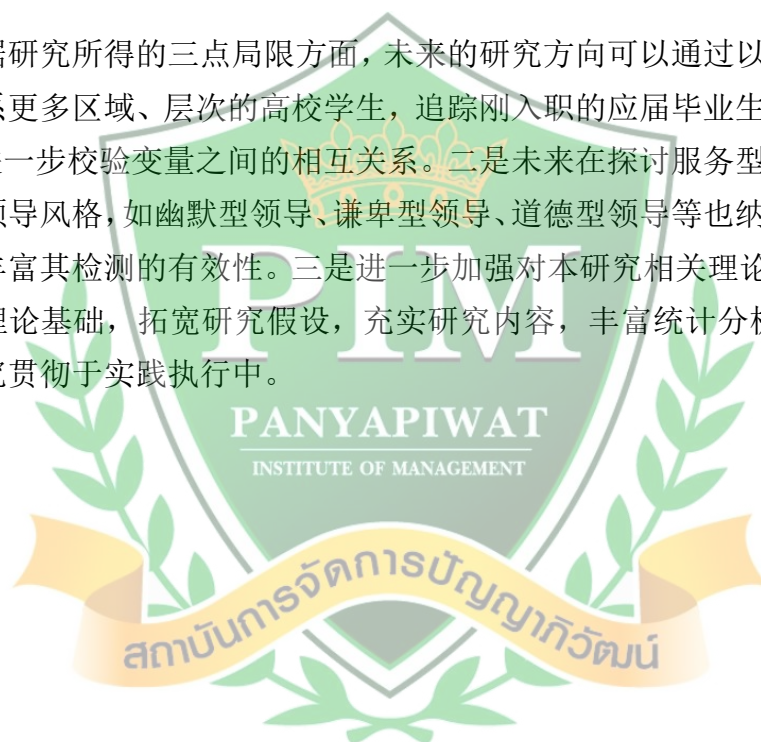 据研究所得的三点局限方面，未来的研究方向可以通过以
系更多区域、层次的高校学生，追踪刚入职的应届毕业生
进一步校验变量之间的相互关系。二是未来在探讨服务型
领导风格，如幽默型领导、谦卑型领导、道德型领导等也纳
丰富其检测的有效性。三是进一步加强对本研究相关理论
理论基础，拓宽研究假设，充实研究内容，丰富统计分析
究贯彻于实践执行中。
PIM
PANYAPIWAT
INSTITUTE OF MANAGEMENT
สถาบันการจัดการปัญญาภิวัฒน์